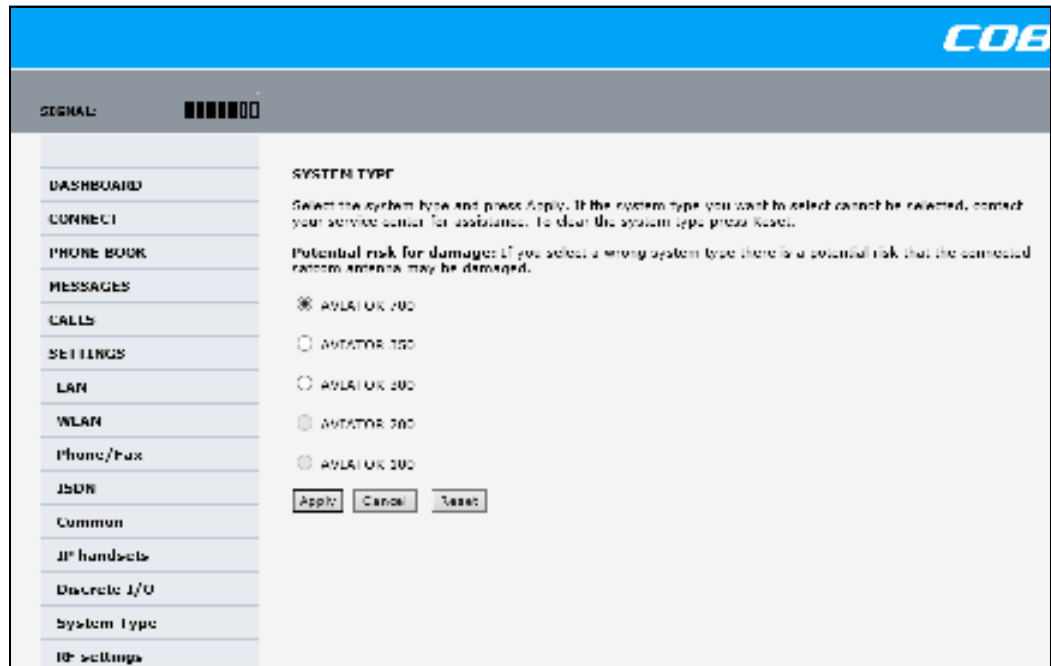 COB
SIGNAL:
DASHBOARD
CONNECT
PHONE BOOK
MESSAGES
CALLS
SETTINGS
LAN
WLAN
Phone/Fax
ISDN
Common
IP handsets
Discrete I/O
System Type
RF settings
SYSTEM TYPE
Select the system type and press Apply. If the system type you want to select cannot be selected, contact
your service center for assistance. To clear the system type press Reset.
Potential risk for damage: If you select a wrong system type there is a potential risk that the connected
satcom antenna may be damaged.
AVIATOR 700
AVIATOR 350
AVIATOR 300
AVIATOR 200
AVIATOR 100
Apply Cancel Reset